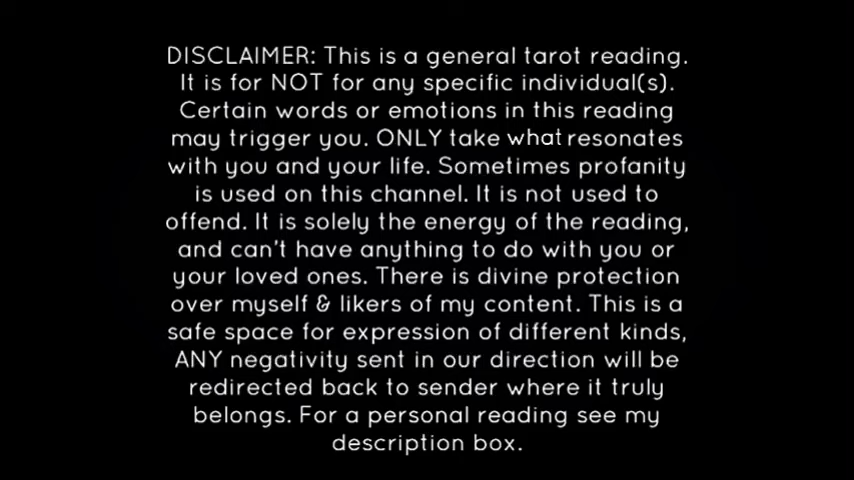 DISCLAIMER: This is a general tarot reading.
It is for NOT for any specific individual(s).
Certain words or emotions in this reading
may trigger you. ONLY take what resonates
with you and your life. Sometimes profanity
is used on this channel. It is not used to
offend. It is solely the energy of the reading,
and can't have anything to do with you or
your loved ones. There is divine protection
over myself & likers of my content. This is a
safe space for expression of different kinds,
ANY negativity sent in our direction will be
redirected back to sender where it truly
belongs. For a personal reading see my
description box.